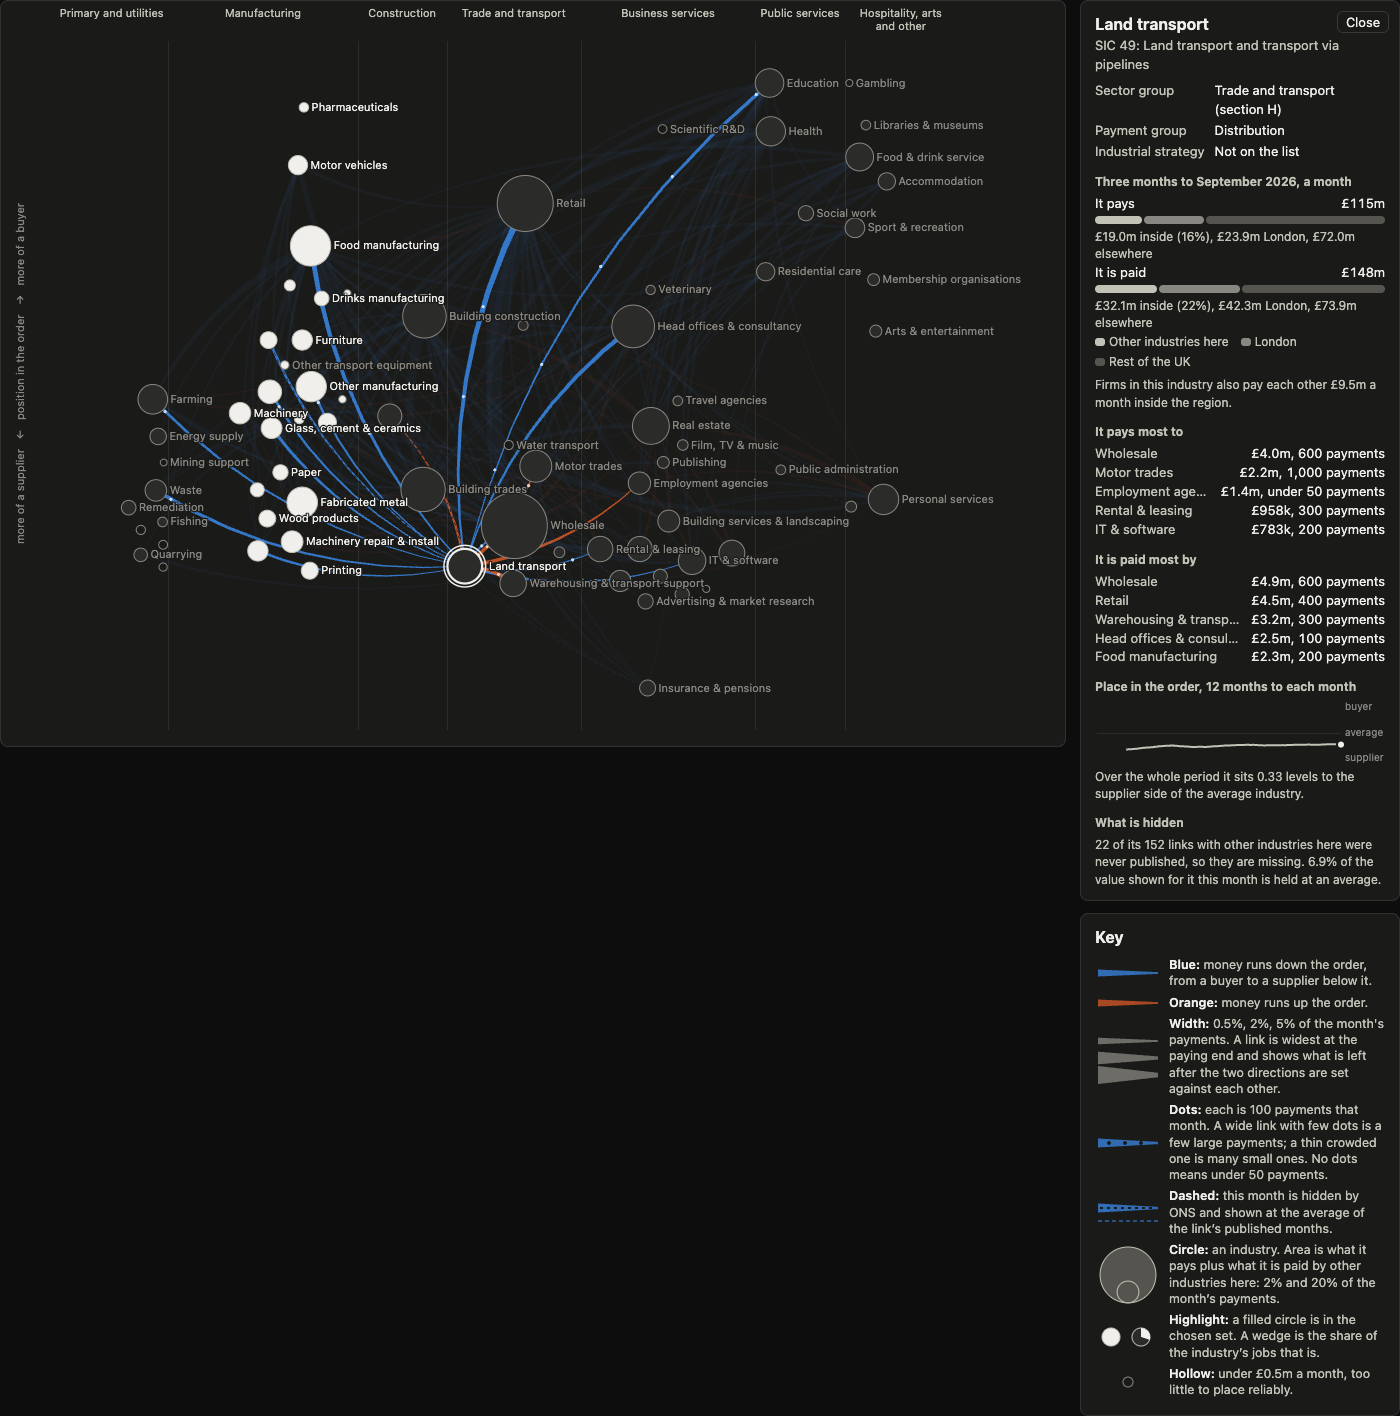 Primary and utilities
Manufacturing
Construction
Trade and transport
Business services
Public services
Hospitality, arts
and other
more of a supplier ← position in the order → more of a buyer
Pharmaceuticals
Motor vehicles
Food manufacturing
Drinks manufacturing
Furniture
Other transport equipment
Other manufacturing
Machinery
Glass, cement & ceramics
Paper
Fabricated metal
Wood products
Machinery repair & install
Printing
Farming
Energy supply
Mining support
Waste
Remediation
Fishing
Quarrying
Building construction
Building trades
Retail
Water transport
Motor trades
Wholesale
Land transport
Warehousing & transport support
Scientific R&D
Veterinary
Head offices & consultancy
Travel agencies
Real estate
Film, TV & music
Publishing
Employment agencies
Building services & landscaping
Rental & leasing
IT & software
Advertising & market research
Insurance & pensions
Education
Health
Social work
Residential care
Public administration
Gambling
Libraries & museums
Food & drink service
Accommodation
Sport & recreation
Membership organisations
Arts & entertainment
Personal services
Land transport
Close
SIC 49: Land transport and transport via
pipelines
Sector group Trade and transport
(section H)
Payment group Distribution
Industrial strategy Not on the list
Three months to September 2026, a month
It pays £115m
£19.0m inside (16%), £23.9m London, £72.0m
elsewhere
It is paid £148m
£32.1m inside (22%), £42.3m London, £73.9m
elsewhere
Other industries here London
Rest of the UK
Firms in this industry also pay each other £9.5m a
month inside the region.
It pays most to
Wholesale £4.0m, 600 payments
Motor trades £2.2m, 1,000 payments
Employment age... £1.4m, under 50 payments
Rental & leasing £958k, 300 payments
IT & software £783k, 200 payments
It is paid most by
Wholesale £4.9m, 600 payments
Retail £4.5m, 400 payments
Warehousing & transp... £3.2m, 300 payments
Head offices & consul... £2.5m, 100 payments
Food manufacturing £2.3m, 200 payments
Place in the order, 12 months to each month
buyer
average
supplier
Over the whole period it sits 0.33 levels to the
supplier side of the average industry.
What is hidden
22 of its 152 links with other industries here were
never published, so they are missing. 6.9% of the
value shown for it this month is held at an average.
Key
Blue: money runs down the order,
from a buyer to a supplier below it.
Orange: money runs up the order.
Width: 0.5%, 2%, 5% of the month's
payments. A link is widest at the
paying end and shows what is left
after the two directions are set
against each other.
Dots: each is 100 payments that
month. A wide link with few dots is a
few large payments; a thin crowded
one is many small ones. No dots
means under 50 payments.
Dashed: this month is hidden by
ONS and shown at the average of
the link's published months.
Circle: an industry. Area is what it
pays plus what it is paid by other
industries here: 2% and 20% of the
month's payments.
Highlight: a filled circle is in the
chosen set. A wedge is the share of
the industry's jobs that is.
Hollow: under £0.5m a month, too
little to place reliably.